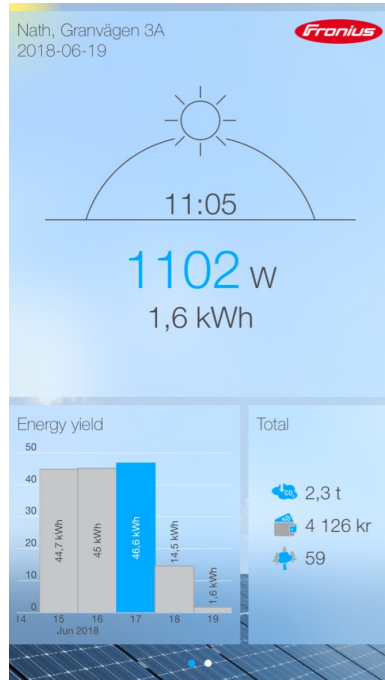 Nath, Granvägen 3A
Fronius
2018-06-19
11:05
1102 W
1,6 kWh
Energy yield
50
40
30
20
10
0
44,7 kWh
45 kWh
46,6 kWh
14,5 kWh
1,6 kWh
14 15 16 17 18 19
Jun 2018
Total
CO₂
2,3 t
4 126 kr
59